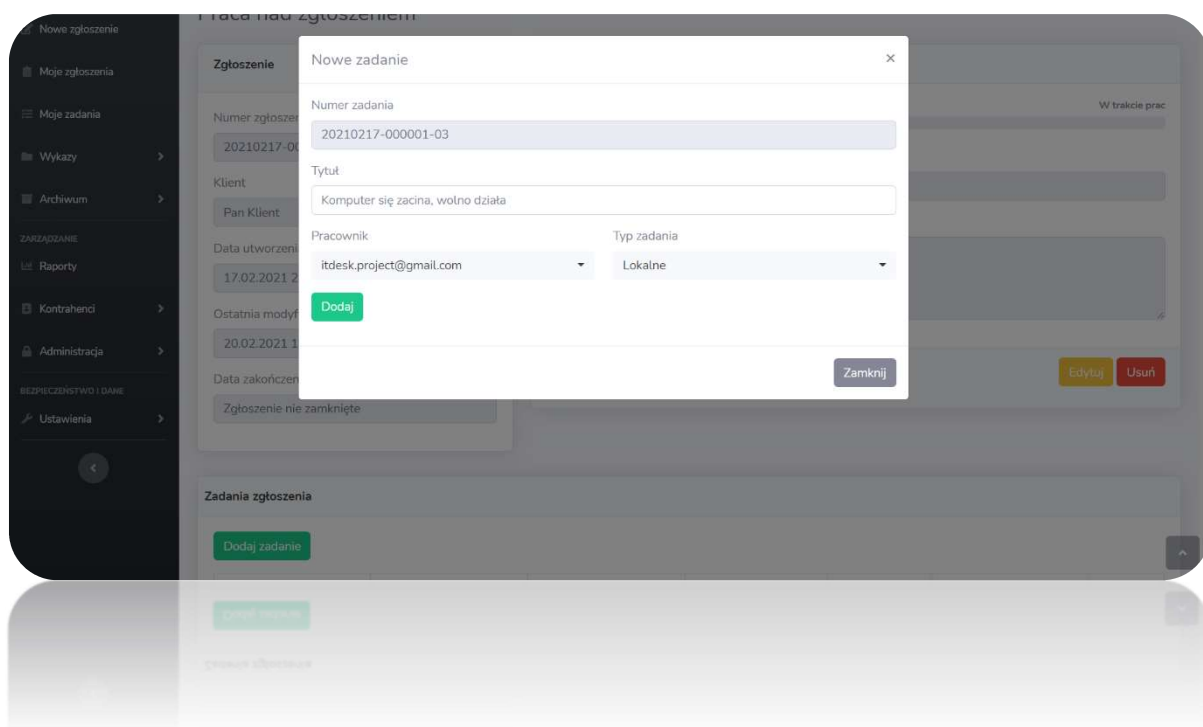 Praca nad zgłoszeniem
Nowe zgłoszenie
Moje zgłoszenia
Moje zadania
Wykazy
Archiwum
ZARZĄDZANIE
Raporty
Kontrahenci
Administracja
BEZPIECZEŃSTWO I DANE
Ustawienia
Zgłoszenie
Numer zgłoszen
20210217-00
Klient
Pan Klient
Data utworzeni
17.02.2021 2
Ostatnia modyf
20.02.2021 1
Data zakończen
Zgłoszenie nie zamknięte
Nowe zadanie
×
Numer zadania
20210217-000001-03
Tytuł
Komputer się zacina, wolno działa
Pracownik
Typ zadania
itdesk.project@gmail.com
Lokalne
Dodaj
Zamknij
W trakcie prac
Edytuj
Usuń
Zadania zgłoszenia
Dodaj zadanie